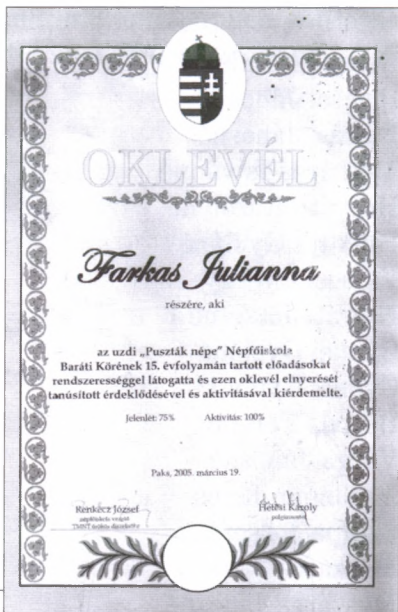 OKLEVÉL
Farkas Julianna
részére, aki
az uzdi „Puszták népe” Népfőiskola
Baráti Körének 15. évfolyamán tartott előadásokat
rendszerességgel látogatta és ezen oklevél elnyerését
tanúsított érdeklődésével és aktivitásával kiérdemelte.
Jelenlét: 75% Aktivitás: 100%
Paks, 2005. március 19.
Renkecz József Hetényi Károly
polgármester